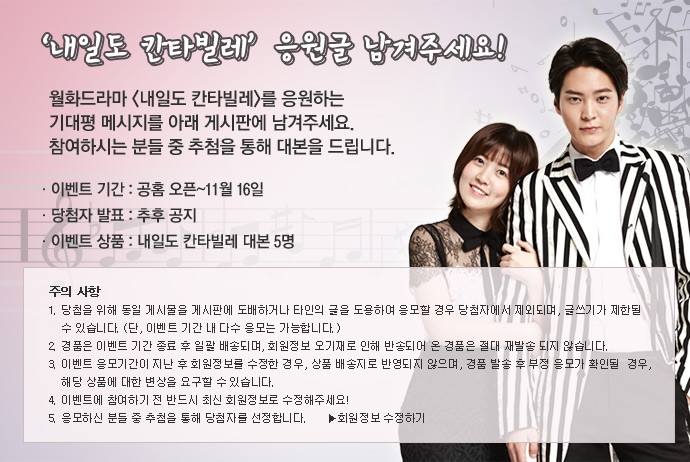 ‘내일도 칸타빌레’ 응원글 남겨주세요!
월화드라마 <내일도 칸타빌레>를 응원하는
기대평 메시지를 아래 게시판에 남겨주세요.
참여하시는 분들 중 추첨을 통해 대본을 드립니다.
· 이벤트 기간 : 공홈 오픈~11월 16일
· 당첨자 발표 : 추후 공지
· 이벤트 상품 : 내일도 칸타빌레 대본 5명
주의 사항
1. 당첨을 위해 동일 게시물을 게시판에 도배하거나 타인의 글을 도용하여 응모할 경우 당첨자에서 제외되며, 글쓰기가 제한될
수 있습니다. (단, 이벤트 기간 내 다수 응모는 가능합니다.)
2. 경품은 이벤트 기간 종료 후 일괄 배송되며, 회원정보 오기재로 인해 반송되어 온 경품은 절대 재발송 되지 않습니다.
3. 이벤트 응모기간이 지난 후 회원정보를 수정한 경우, 상품 배송지로 반영되지 않으며, 경품 발송 후 부정 응모가 확인될 경우,
해당 상품에 대한 변상을 요구할 수 있습니다.
4. 이벤트에 참여하기 전 반드시 최신 회원정보로 수정해주세요!
5. 응모하신 분들 중 추첨을 통해 당첨자를 선정합니다. ▶회원정보 수정하기